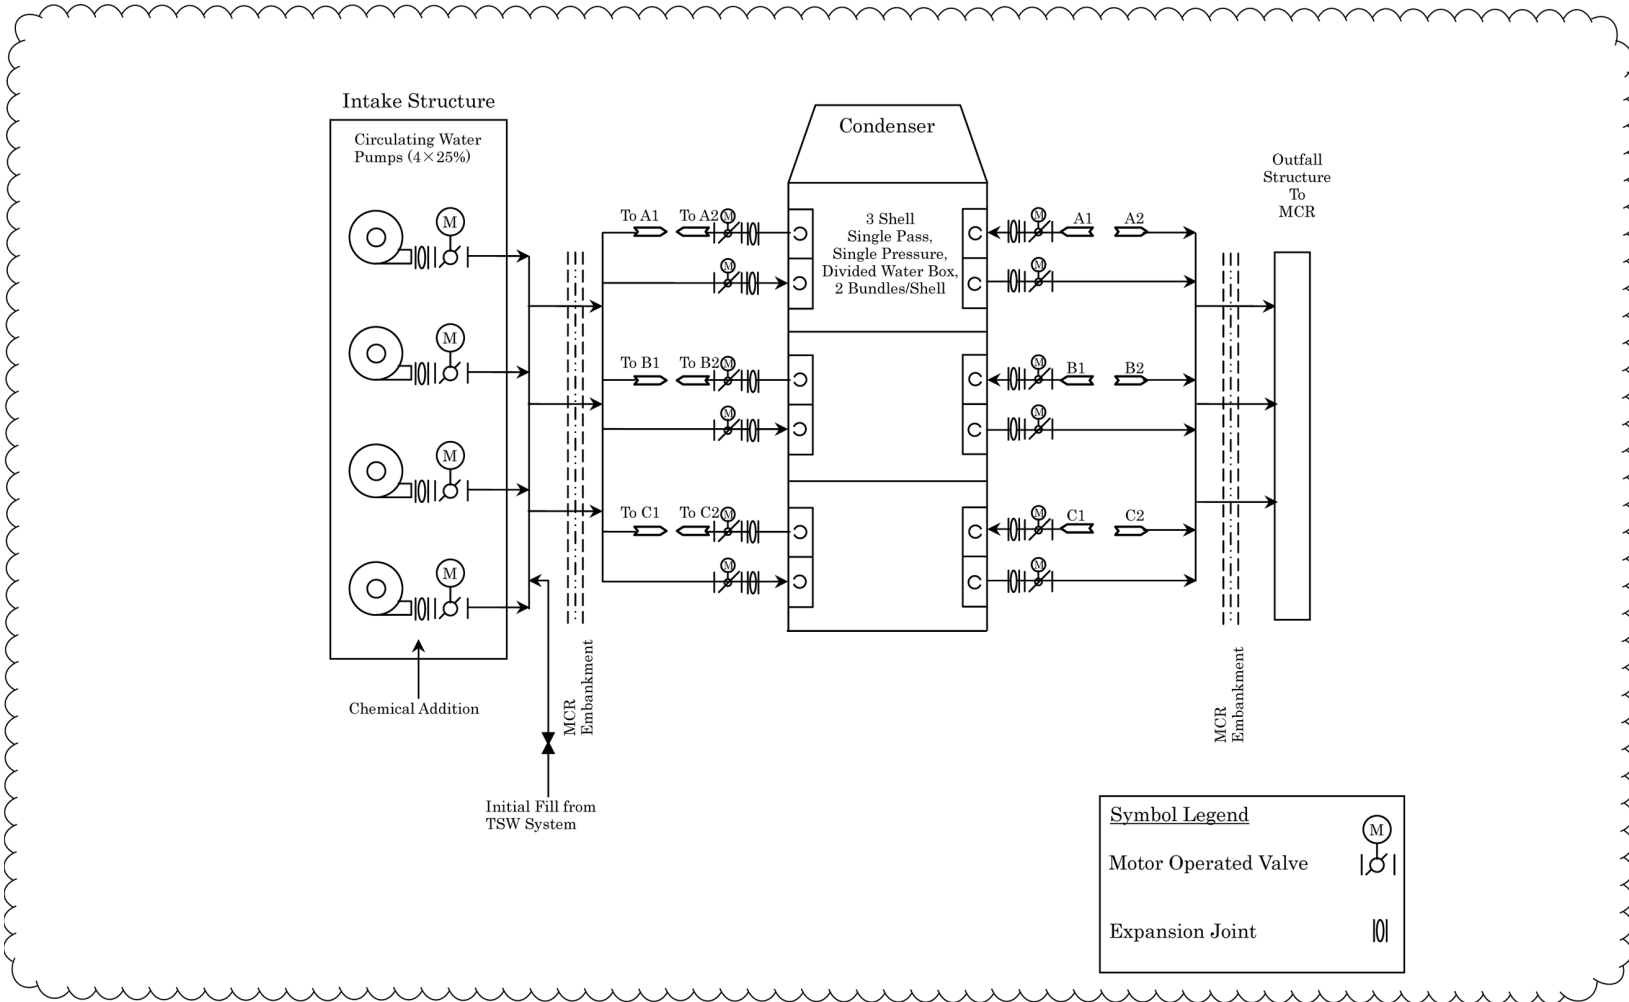 Intake Structure
Circulating Water
Pumps (4×25%)
M
M
M
M
Chemical Addition
Initial Fill from
TSW System
MCR
Embankment
To A1
To A2
M
M
To B1
To B2
M
M
To C1
To C2
M
M
Condenser
3 Shell
Single Pass,
Single Pressure,
Divided Water Box,
2 Bundles/Shell
M
A1
A2
M
M
B1
B2
M
M
C1
C2
M
MCR
Embankment
Outfall
Structure
To
MCR
Symbol Legend
M
Motor Operated Valve
Expansion Joint